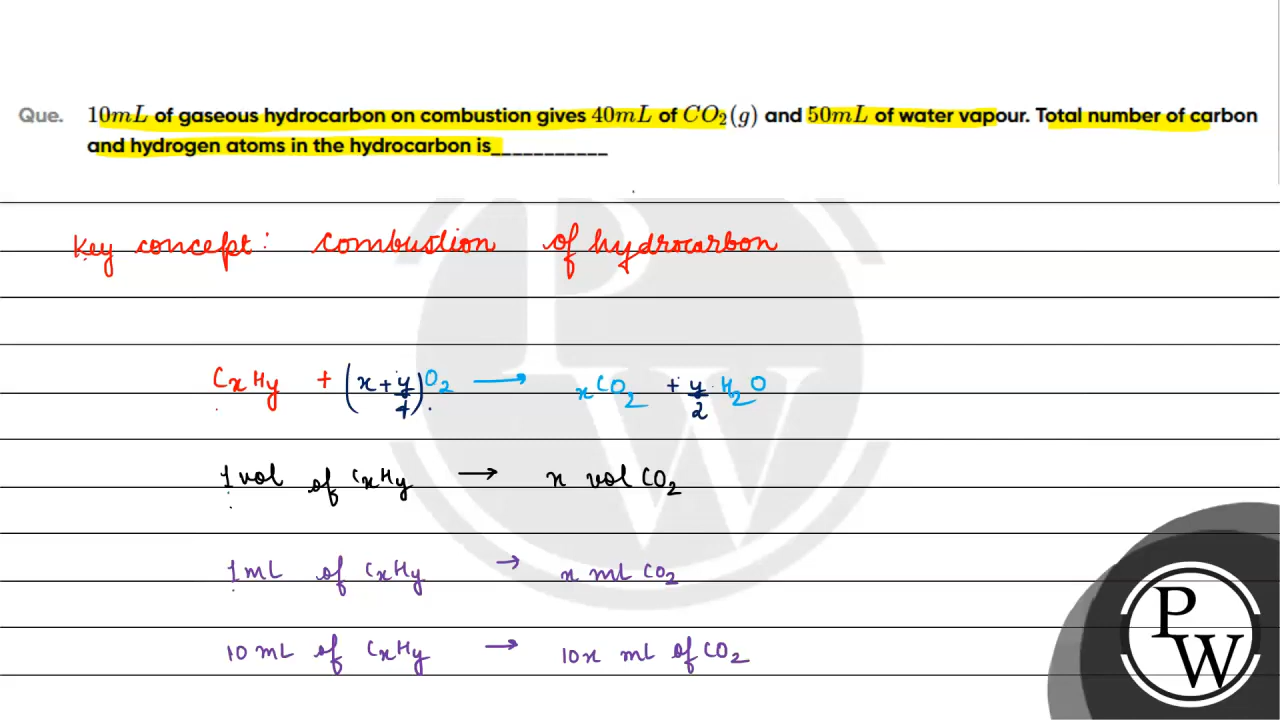 Que. 10mL of gaseous hydrocarbon on combustion gives 40mL of CO₂(g) and 50mL of water vapour. Total number of carbon
and hydrogen atoms in the hydrocarbon is___________
Key concept: Combustion of hydrocarbon
CxHy + (x+y/4)O₂ → xCO₂ + y/2 H₂O
1 vol of CxHy → x vol CO₂
1 mL of CxHy → x mL CO₂
10 mL of CxHy → 10x mL of CO₂
PW
PW